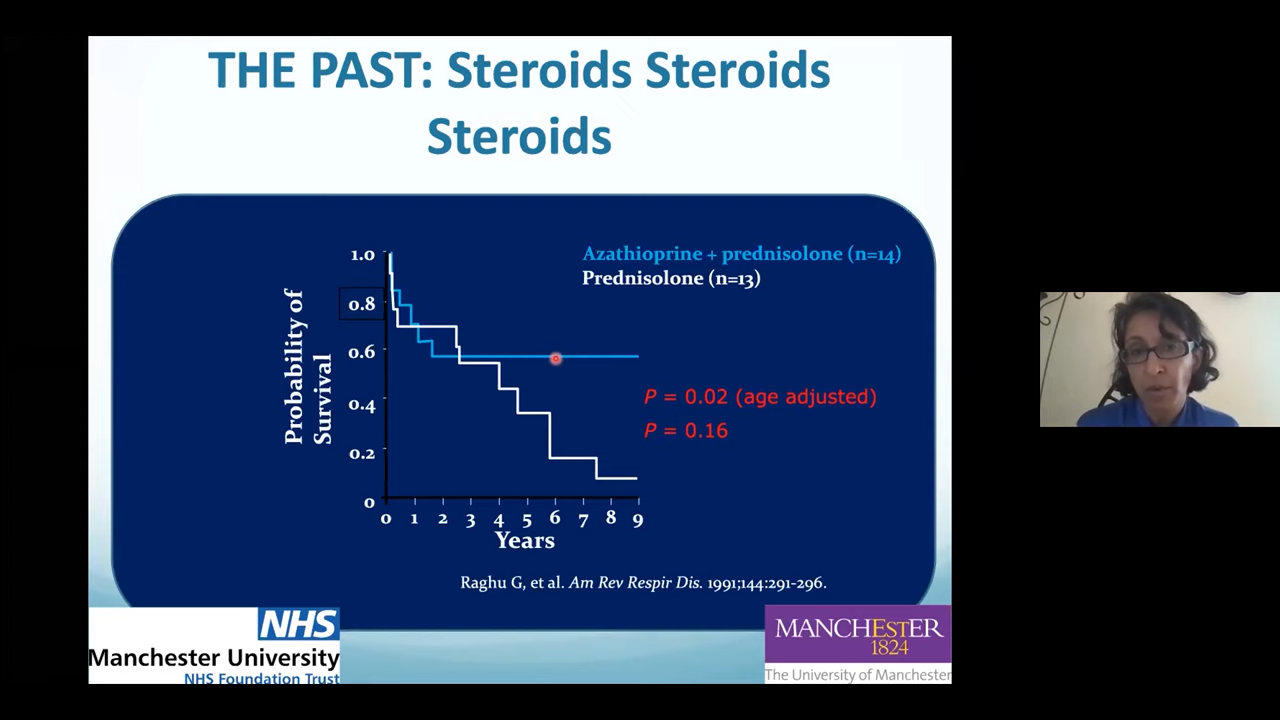 THE PAST: Steroids Steroids
Steroids
1.0
0.8
0.6
0.4
0.2
0
Probability of
Survival
Azathioprine + prednisolone (n=14)
Prednisolone (n=13)
P = 0.02 (age adjusted)
P = 0.16
0 1 2 3 4 5 6 7 8 9
Years
Raghu G, et al. Am Rev Respir Dis. 1991;144:291-296.
NHS
Manchester University
NHS Foundation Trust
MANCHESTER
1824
The University of Manchester